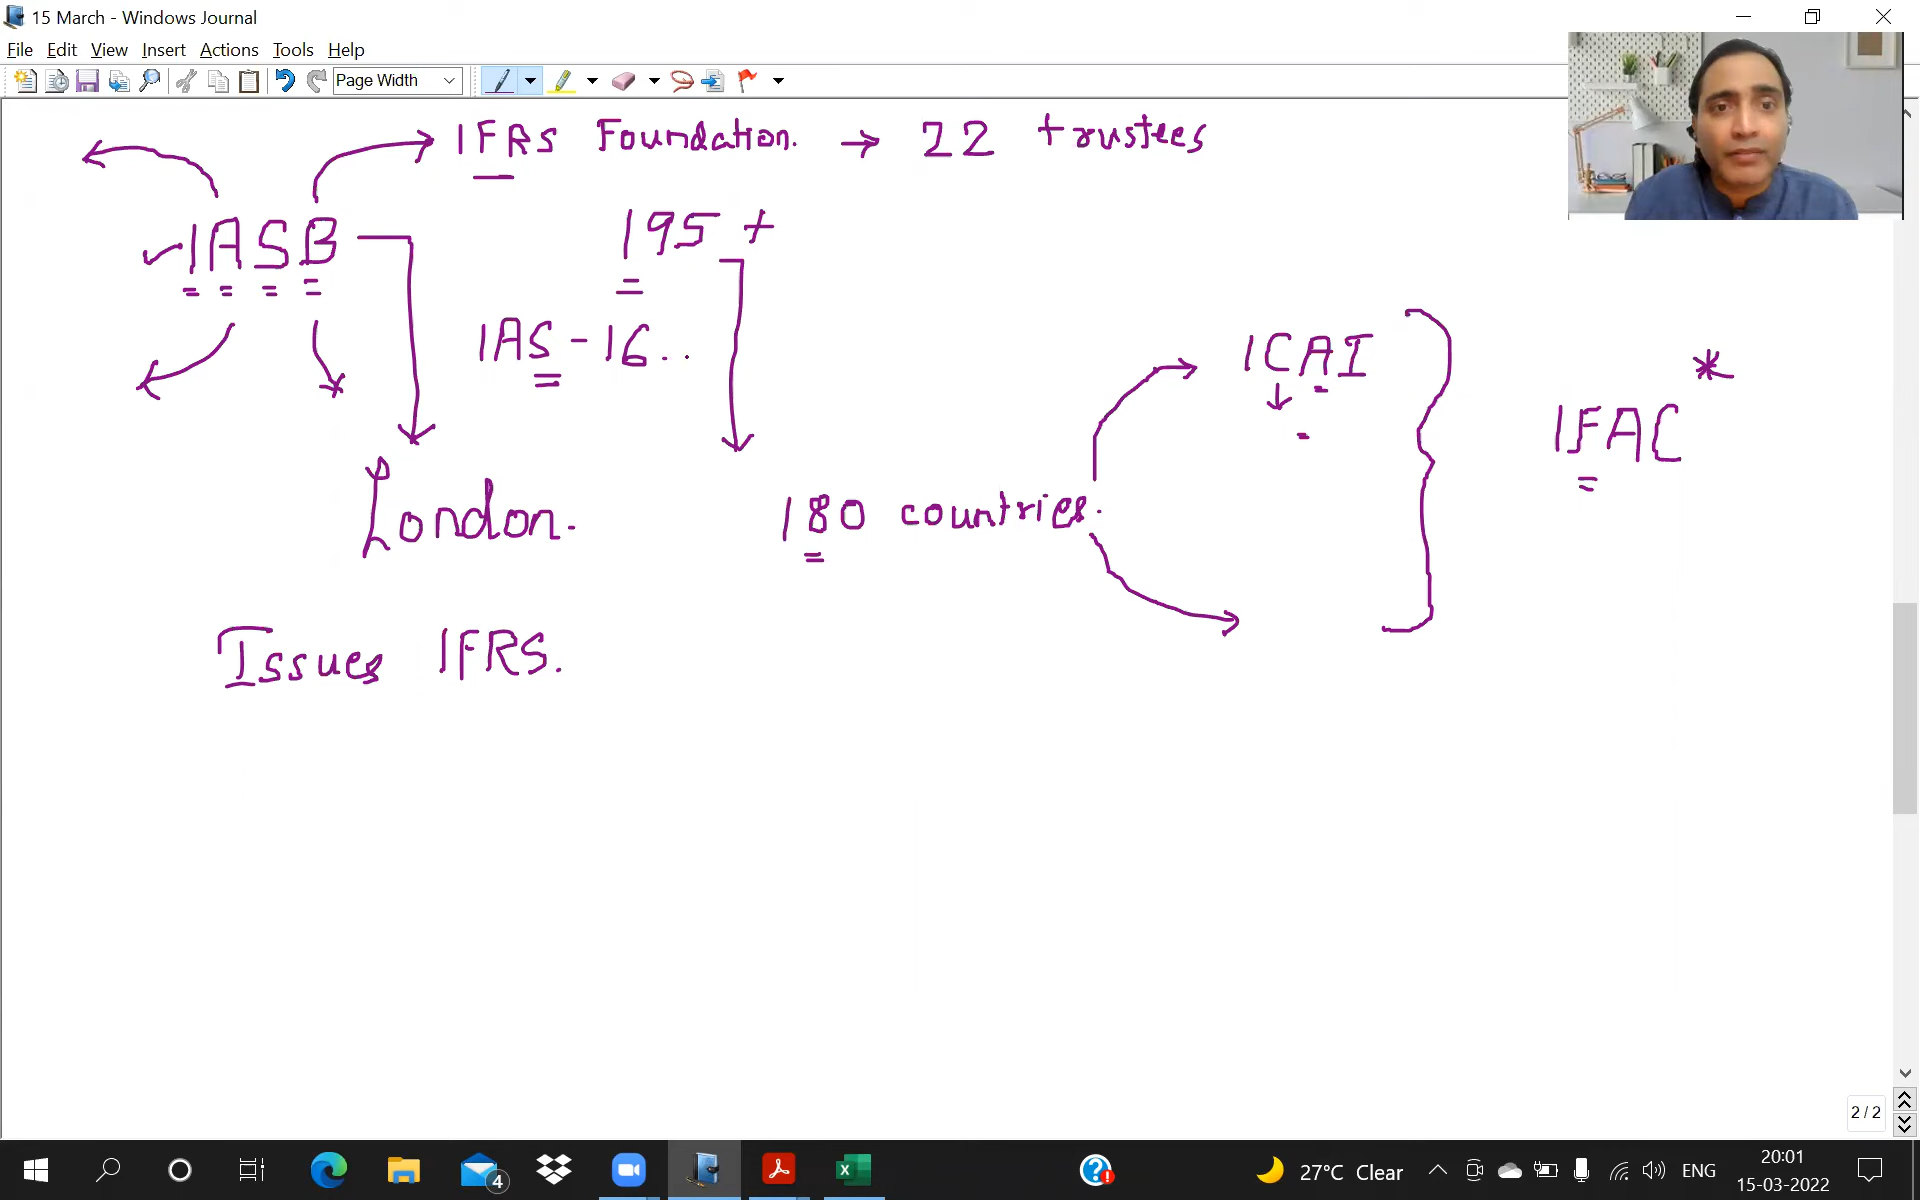 15 March - Windows Journal
File Edit View Insert Actions Tools Help
Page Width
IFRS Foundation. → 22 trustees
IASB
195 +
IAS - 16..
ICAI
*
IFAC
London.
180 countries.
Issues IFRS.
2 / 2
4
27°C Clear
ENG
20:01
15-03-2022